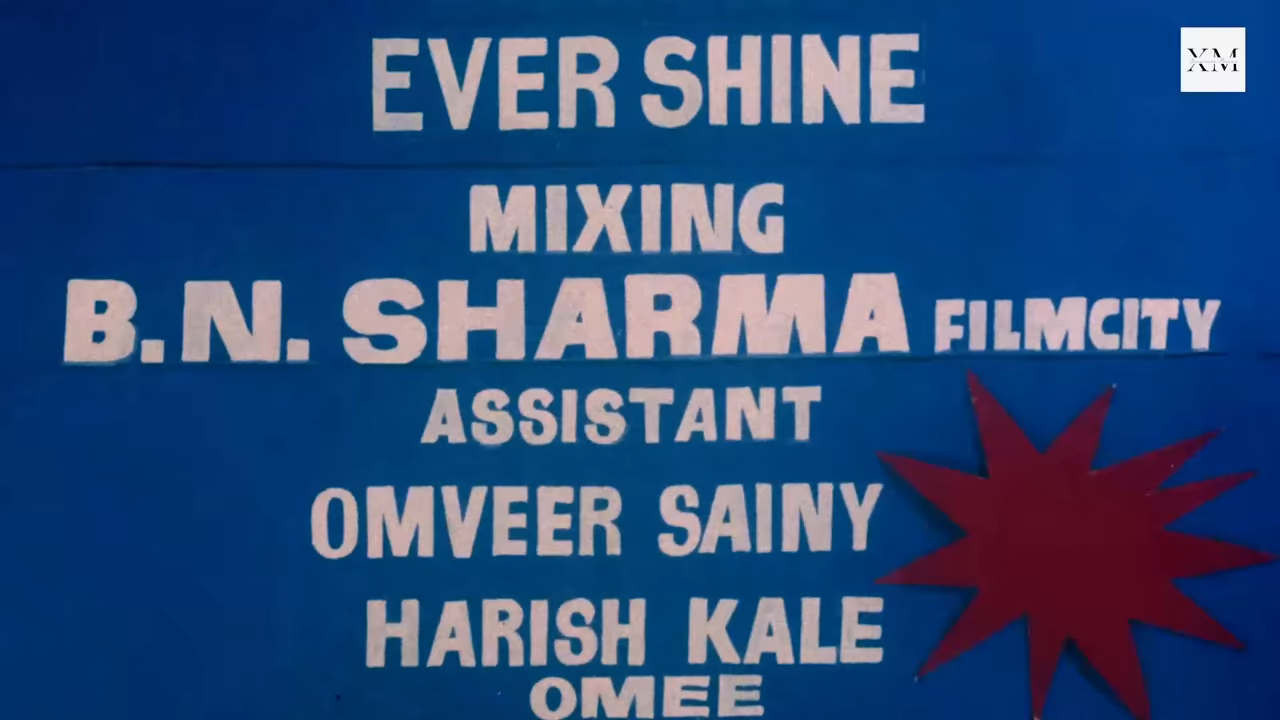 XM
EVER SHINE
MIXING
B.N. SHARMA FILMCITY
ASSISTANT
OMVEER SAINY
HARISH KALE
OMEE